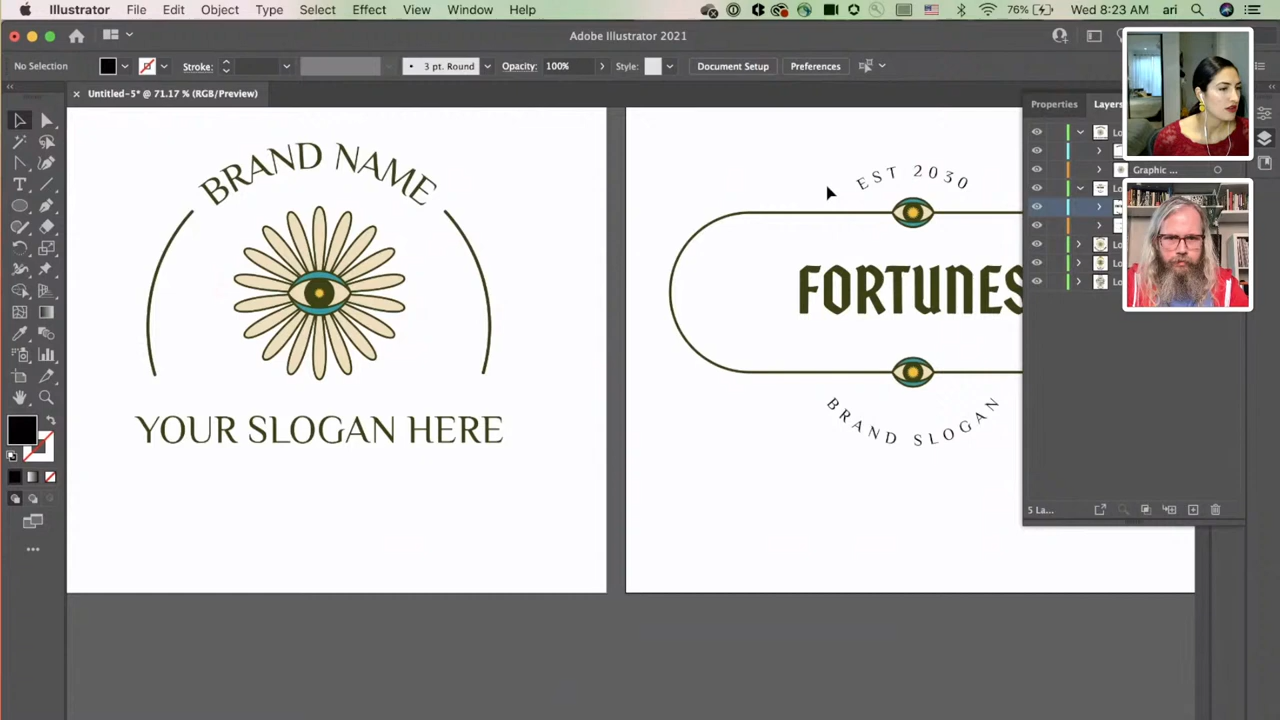 Illustrator File Edit Object Type Select Effect View Window Help 76% Wed 8:23 AM ari
Adobe Illustrator 2021
No Selection Stroke: 3 pt. Round Opacity: 100% Style: Document Setup Preferences
× Untitled-5* @ 71.17 % (RGB/Preview)
Properties Layers
BRAND NAME
YOUR SLOGAN HERE
EST 2030
FORTUNES
BRAND SLOGAN
Graphic ...
5 La...